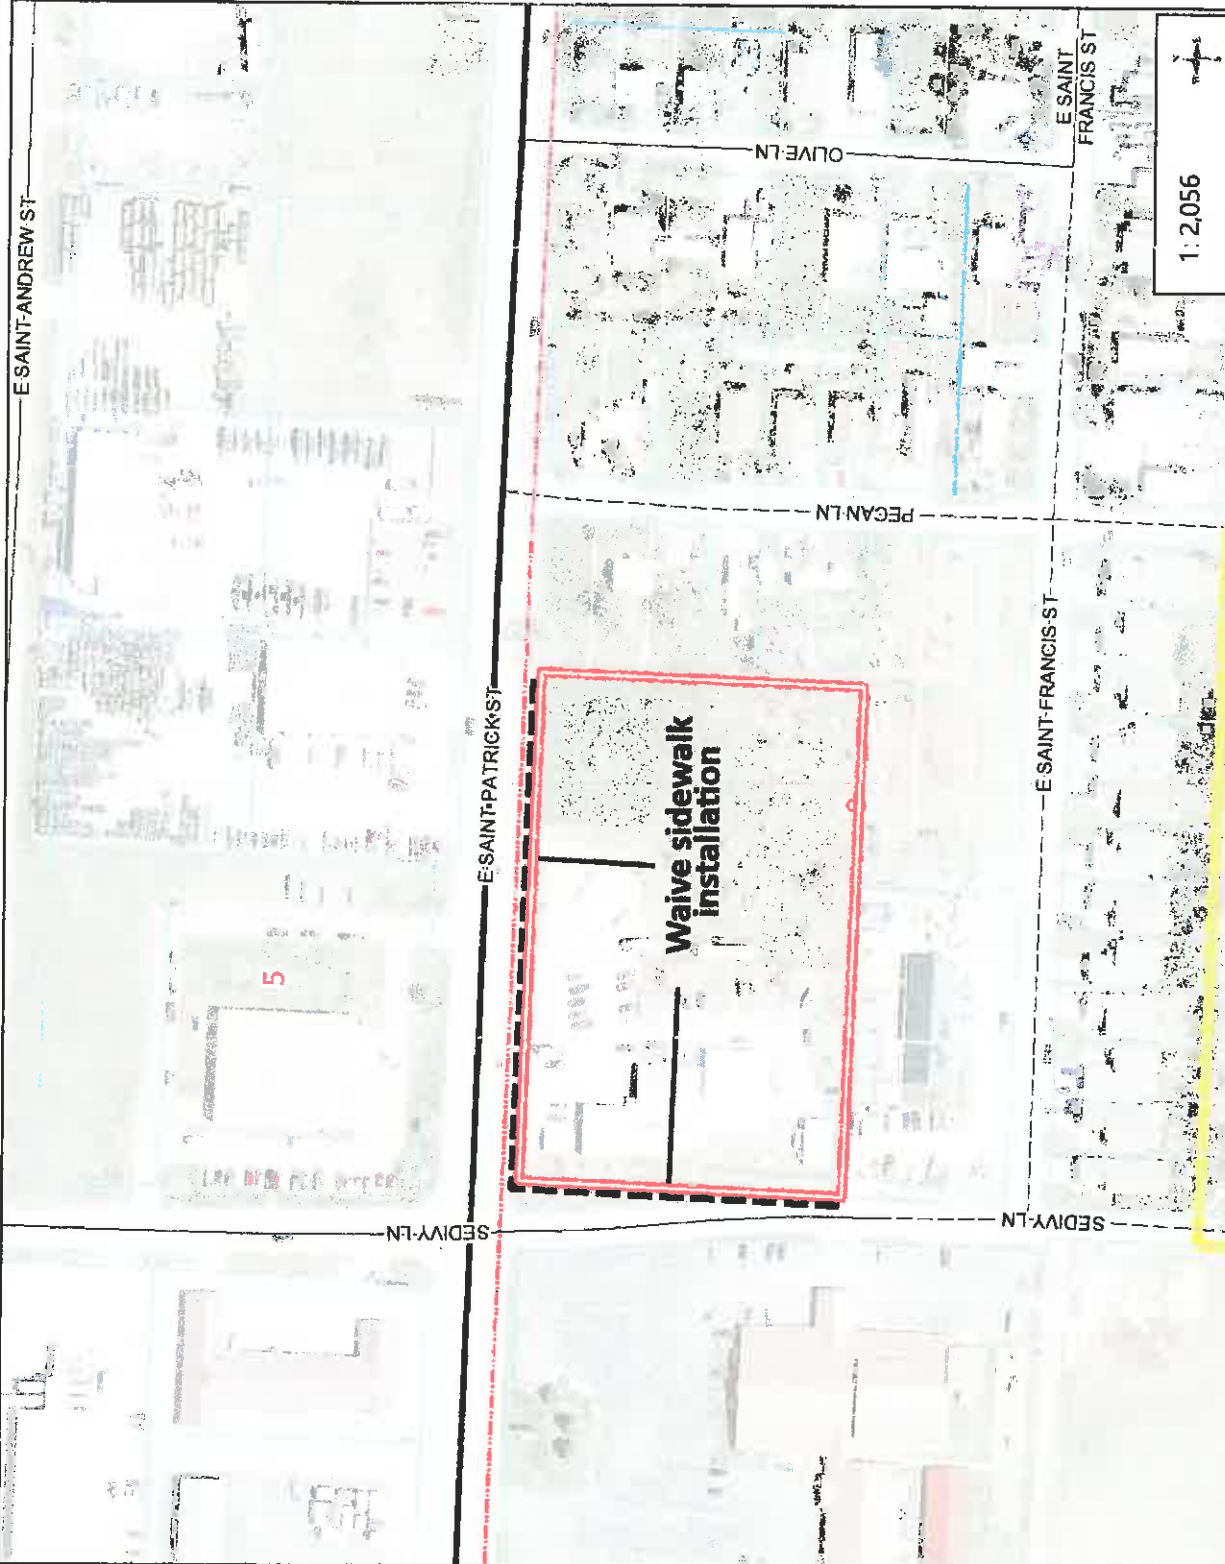 E SAINT ANDREW ST
5
E SAINT PATRICK ST
SEDIVY LN
Waive sidewalk
installation
OLIVE LN
PECAN LN
E SAINT
FRANCIS ST
E SAINT FRANCIS ST
SEDIVY LN
1: 2,056